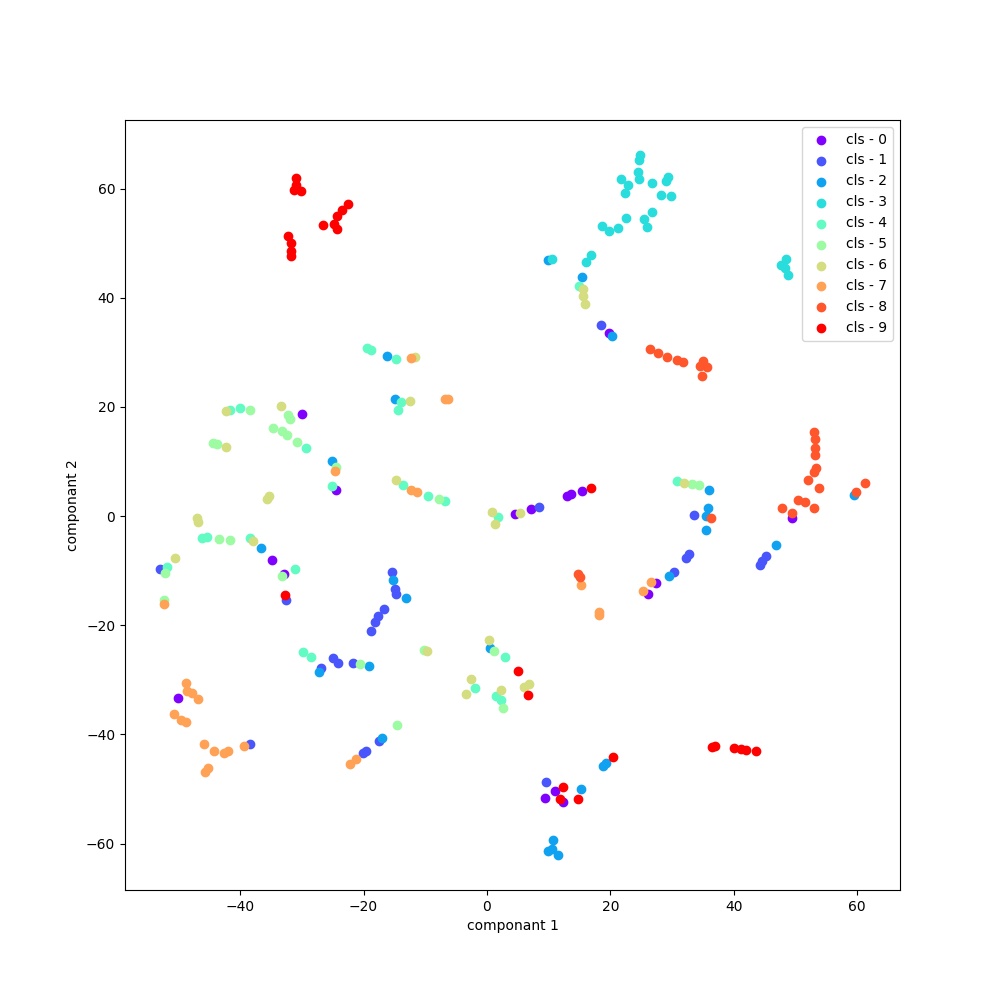 cls - 0
cls - 1
cls - 2
cls - 3
cls - 4
cls - 5
cls - 6
cls - 7
cls - 8
cls - 9
60
40
20
0
−20
−40
−60
componant 2
−40 −20 0 20 40 60
componant 1